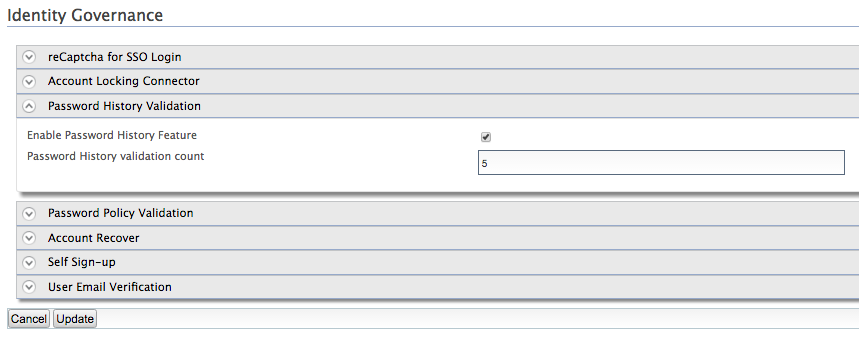 Identity Governance
reCaptcha for SSO Login
Account Locking Connector
Password History Validation
Enable Password History Feature
Password History validation count
5
Password Policy Validation
Account Recover
Self Sign-up
User Email Verification
Cancel Update